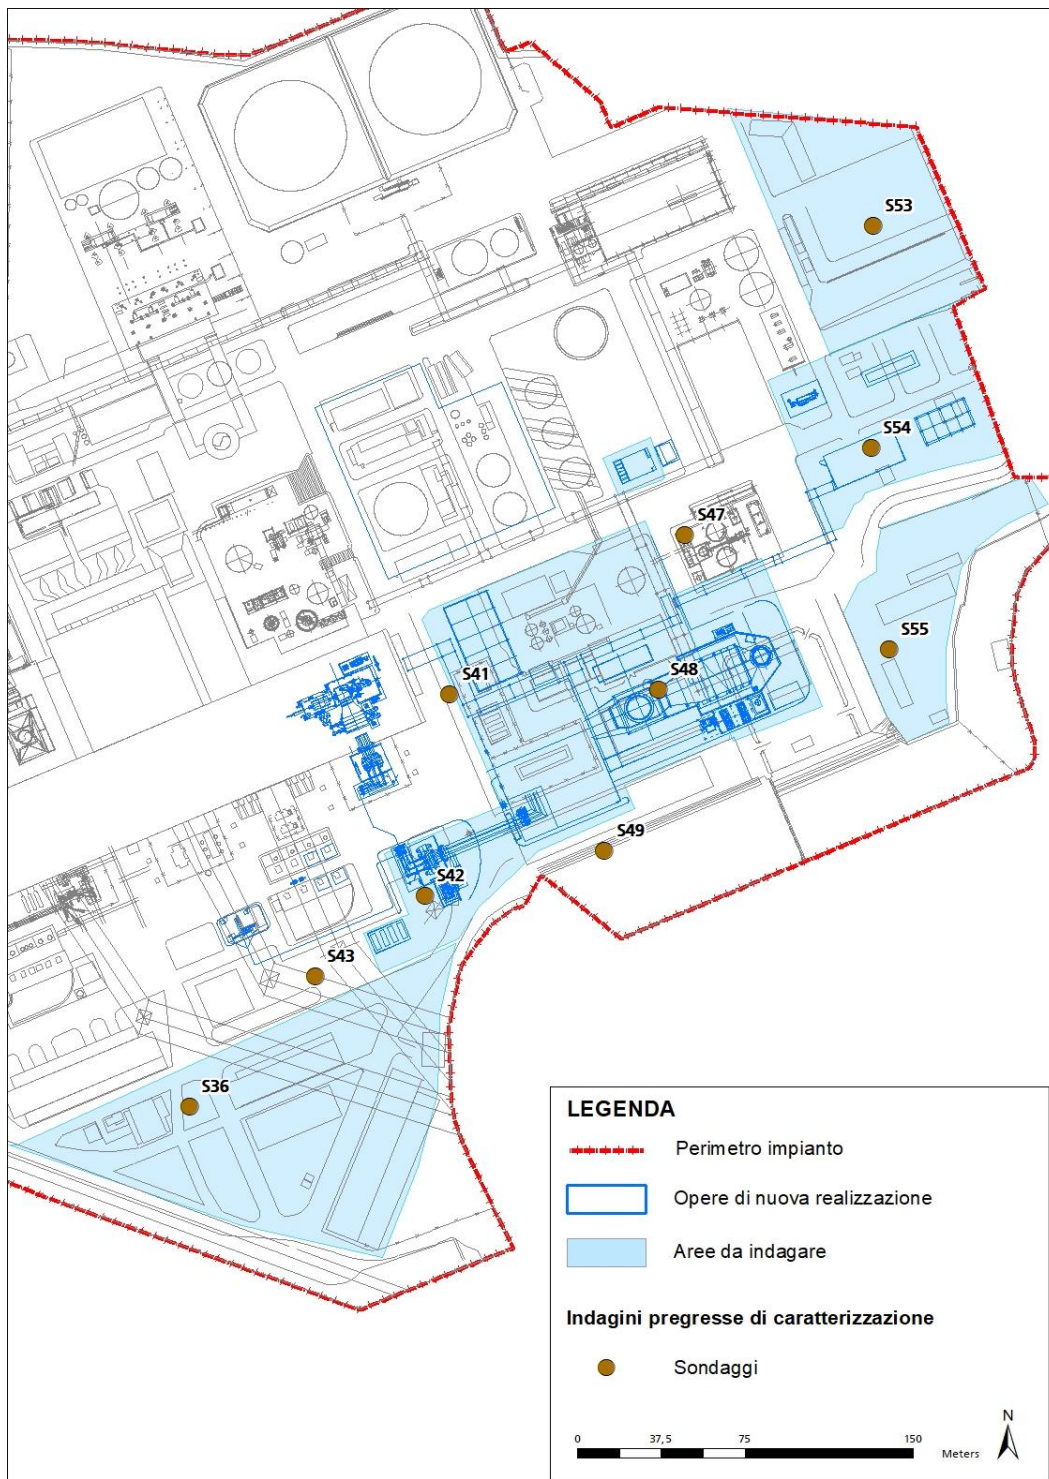 S53
S54
S47
S55
S41
S48
S49
S42
S43
S36
LEGENDA
Perimetro impianto
Opere di nuova realizzazione
Aree da indagare
Indagini pregresse di caratterizzazione
Sondaggi
N
0 37,5 75 150
Meters